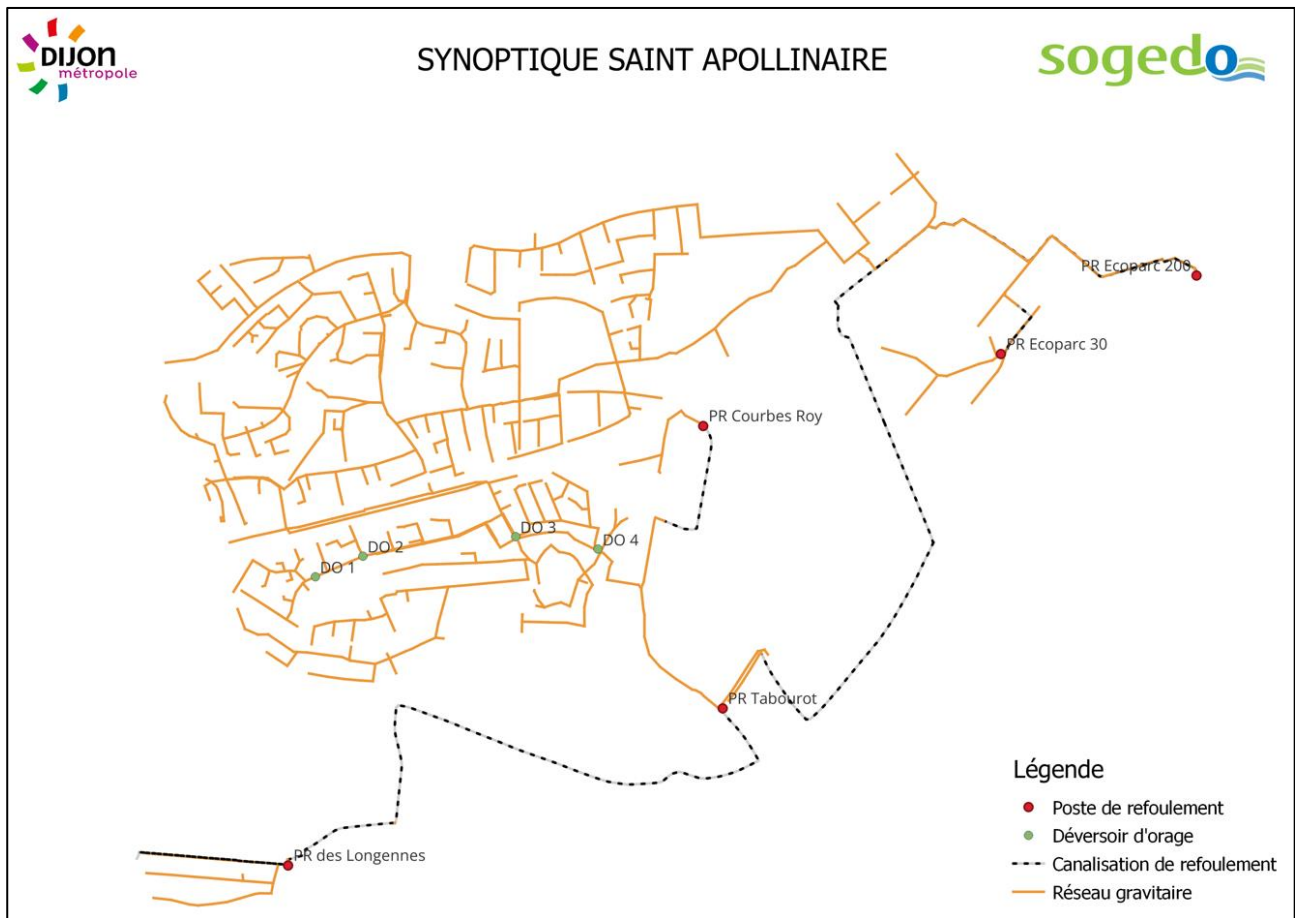 DIJON
métropole
SYNOPTIQUE SAINT APOLLINAIRE
sogedo
PR Ecoparc 200
PR Ecoparc 30
PR Courbes Roy
DO 3
DO 4
DO 2
DO 1
PR Tabourot
PR des Longennes
Légende
Poste de refoulement
Déversoir d'orage
Canalisation de refoulement
Réseau gravitaire